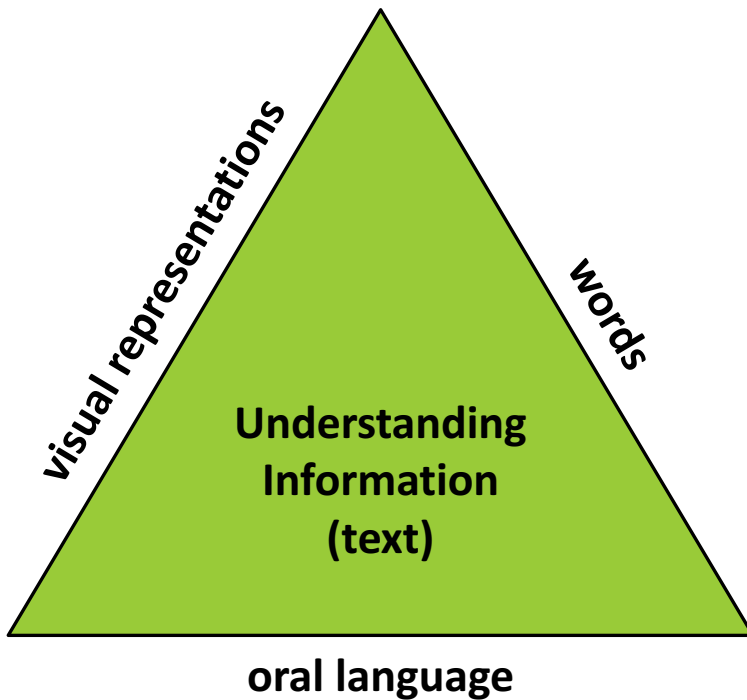 visual representations
words
Understanding
Information
(text)
oral language